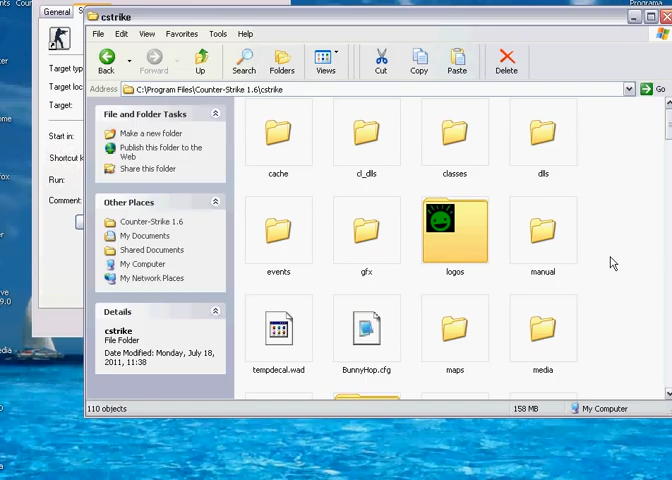 cstrike
General
File Edit View Favorites Tools Help
Back Forward Up Search Folders Views Cut Copy Paste Delete
Address C:\Program Files\Counter-Strike 1.6\cstrike Go
Target typ
Target loc
Target:
Start in:
Shortcut k
Run:
Comment:
File and Folder Tasks
Make a new folder
Publish this folder to the
Web
Share this folder
Other Places
Counter-Strike 1.6
My Documents
Shared Documents
My Computer
My Network Places
Details
cstrike
File Folder
Date Modified: Monday, July 18,
2011, 11:38
cache cl_dlls classes dlls
events gfx logos manual
tempdecal.wad BunnyHop.cfg maps media
110 objects 158 MB My Computer